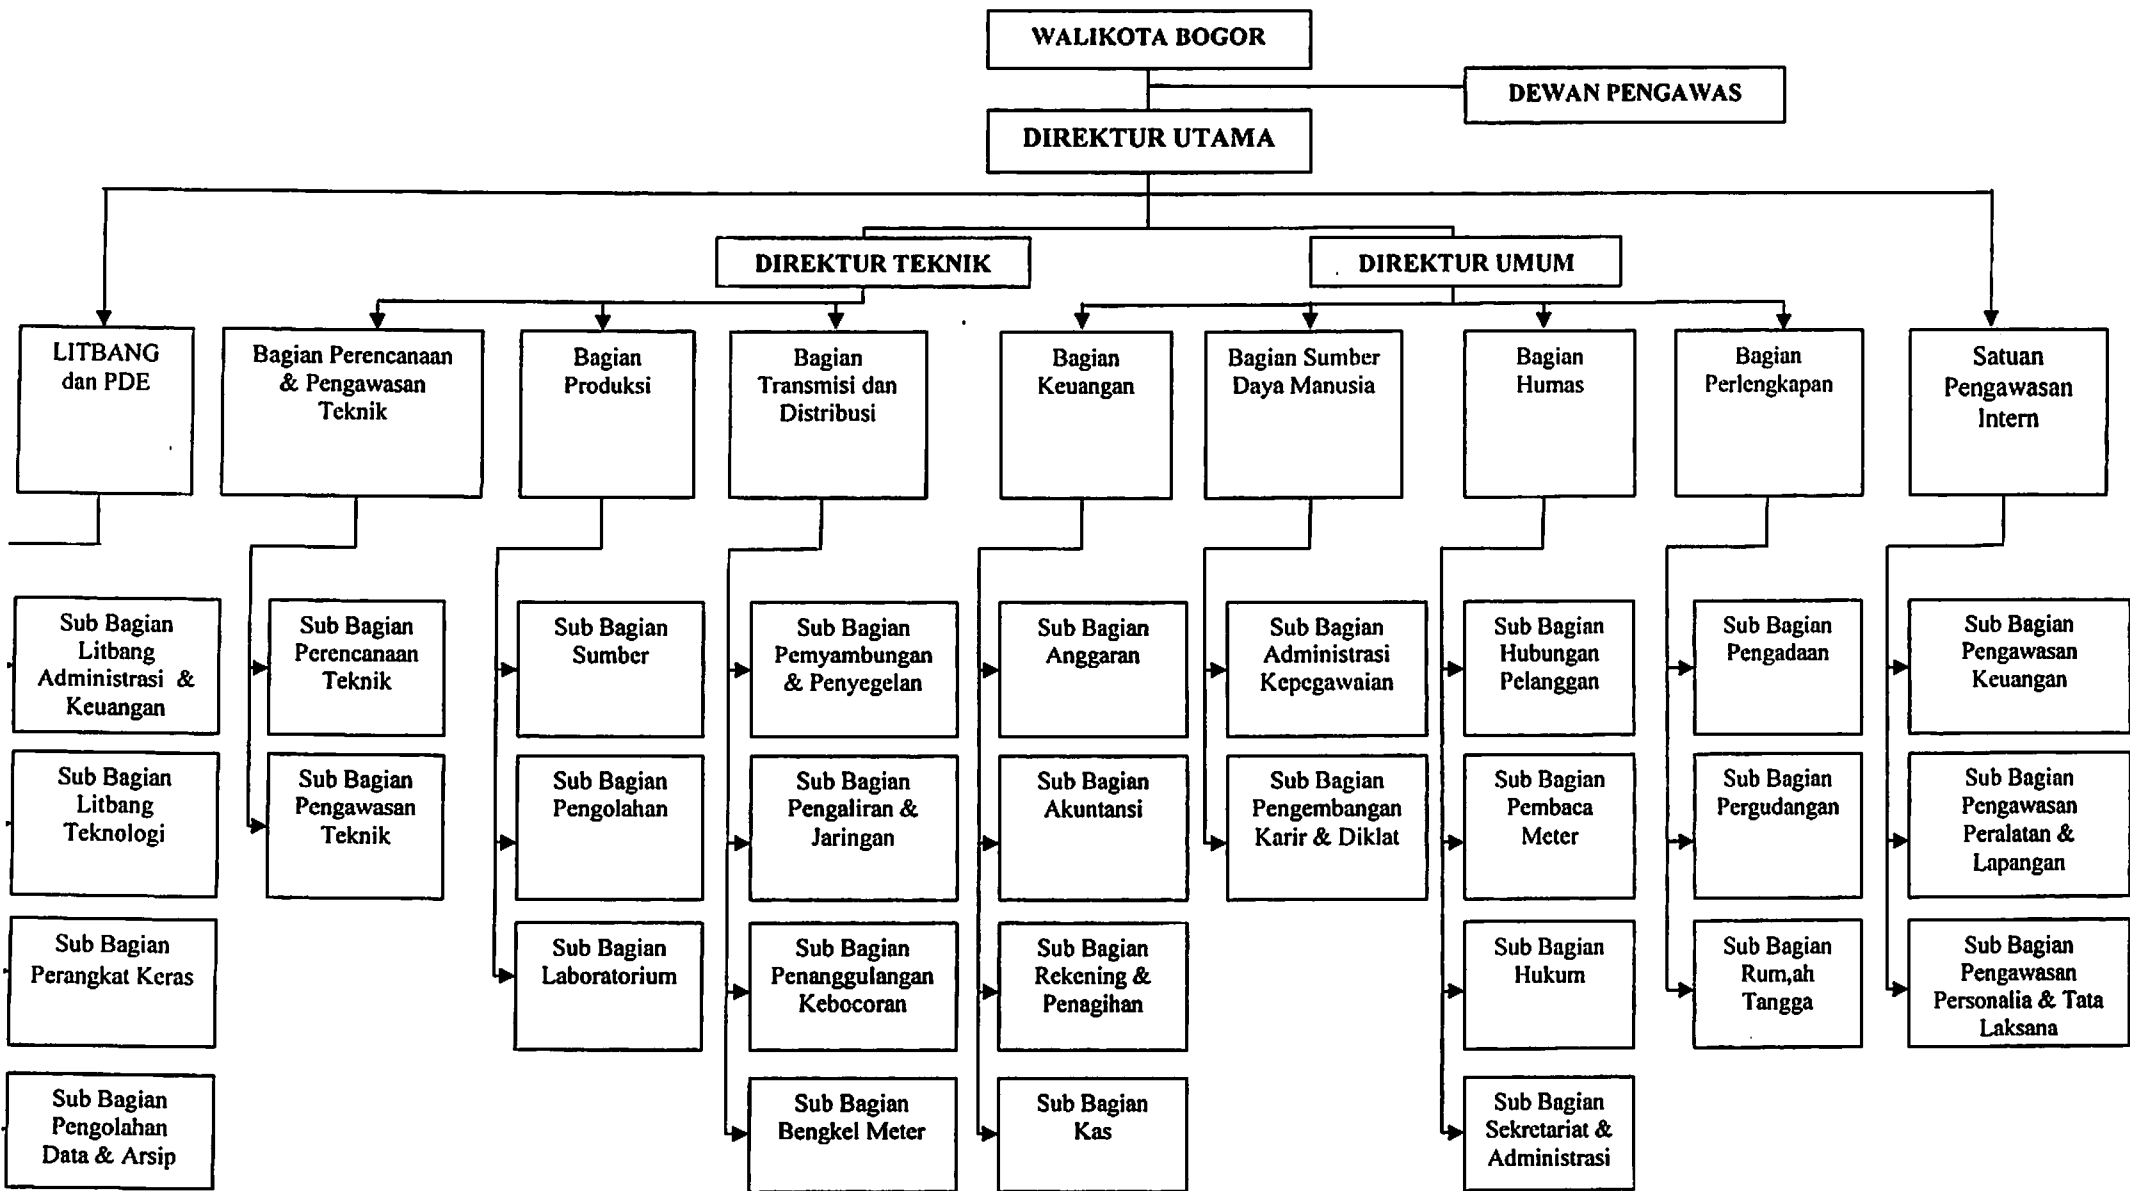 WALIKOTA BOGOR
DEWAN PENGAWAS
DIREKTUR UTAMA
DIREKTUR TEKNIK
DIREKTUR UMUM
LITBANG
dan PDE
Bagian Perencanaan
& Pengawasan
Teknik
Bagian
Produksi
Bagian
Transmisi dan
Distribusi
Bagian
Keuangan
Bagian Sumber
Daya Manusia
Bagian
Humas
Bagian
Perlengkapan
Satuan
Pengawasan
Intern
Sub Bagian
Litbang
Administrasi &
Keuangan
Sub Bagian
Perencanaan
Teknik
Sub Bagian
Sumber
Sub Bagian
Pemyambungan
& Penyegelan
Sub Bagian
Anggaran
Sub Bagian
Administrasi
Kepegawaian
Sub Bagian
Hubungan
Pelanggan
Sub Bagian
Pengadaan
Sub Bagian
Pengawasan
Keuangan
Sub Bagian
Litbang
Teknologi
Sub Bagian
Pengawasan
Teknik
Sub Bagian
Pengolahan
Sub Bagian
Pengaliran &
Jaringan
Sub Bagian
Akuntansi
Sub Bagian
Pengembangan
Karir & Diklat
Sub Bagian
Pembaca
Meter
Sub Bagian
Pergudangan
Sub Bagian
Pengawasan
Peralatan &
Lapangan
Sub Bagian
Perangkat Keras
Sub Bagian
Laboratorium
Sub Bagian
Penanggulangan
Kebocoran
Sub Bagian
Rekening &
Penagihan
Sub Bagian
Hukum
Sub Bagian
Rum,ah
Tangga
Sub Bagian
Pengawasan
Personalia & Tata
Laksana
Sub Bagian
Pengolahan
Data & Arsip
Sub Bagian
Bengkel Meter
Sub Bagian
Kas
Sub Bagian
Sekretariat &
Administrasi